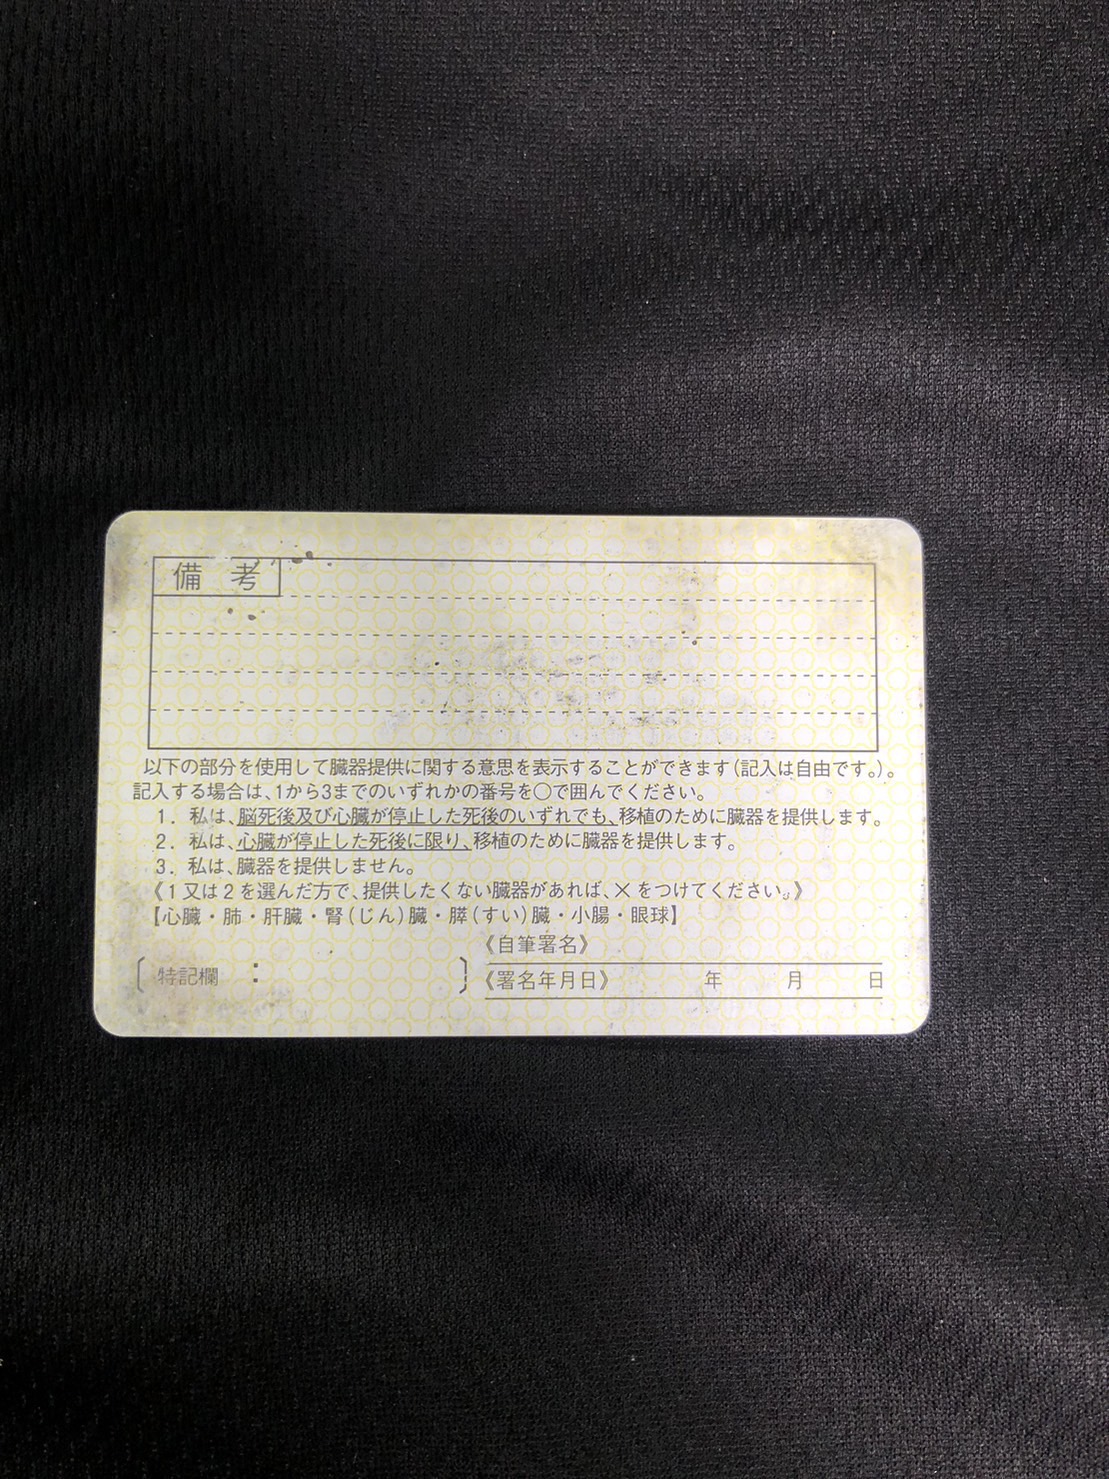 備考
以下の部分を使用して臓器提供に関する意思を表示することができます(記入は自由です。)。
記入する場合は、1から3までのいずれかの番号を〇で囲んでください。
1. 私は、脳死後及び心臓が停止した死後のいずれでも、移植のために臓器を提供します。
2. 私は、心臓が停止した死後に限り、移植のために臓器を提供します。
3. 私は、臓器を提供しません。
《1又は2を選んだ方で、提供したくない臓器があれば、×をつけてください。》
【心臓・肺・肝臓・腎(じん)臓・膵(すい)臓・小腸・眼球】
《自筆署名》
〔特記欄 : 〕
《署名年月日》 年 月 日